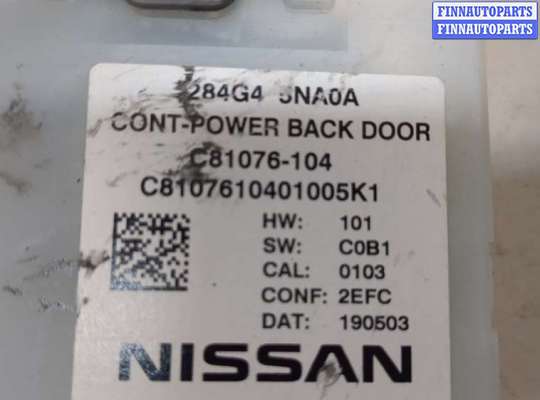 FINNAUTOPARTS
FINNAUTOPARTS
284G4 5NA0A
CONT-POWER BACK DOOR
C81076-104
C8107610401005K1
HW: 101
SW: C0B1
CAL: 0103
CONF: 2EFC
DAT: 190503
NISSAN